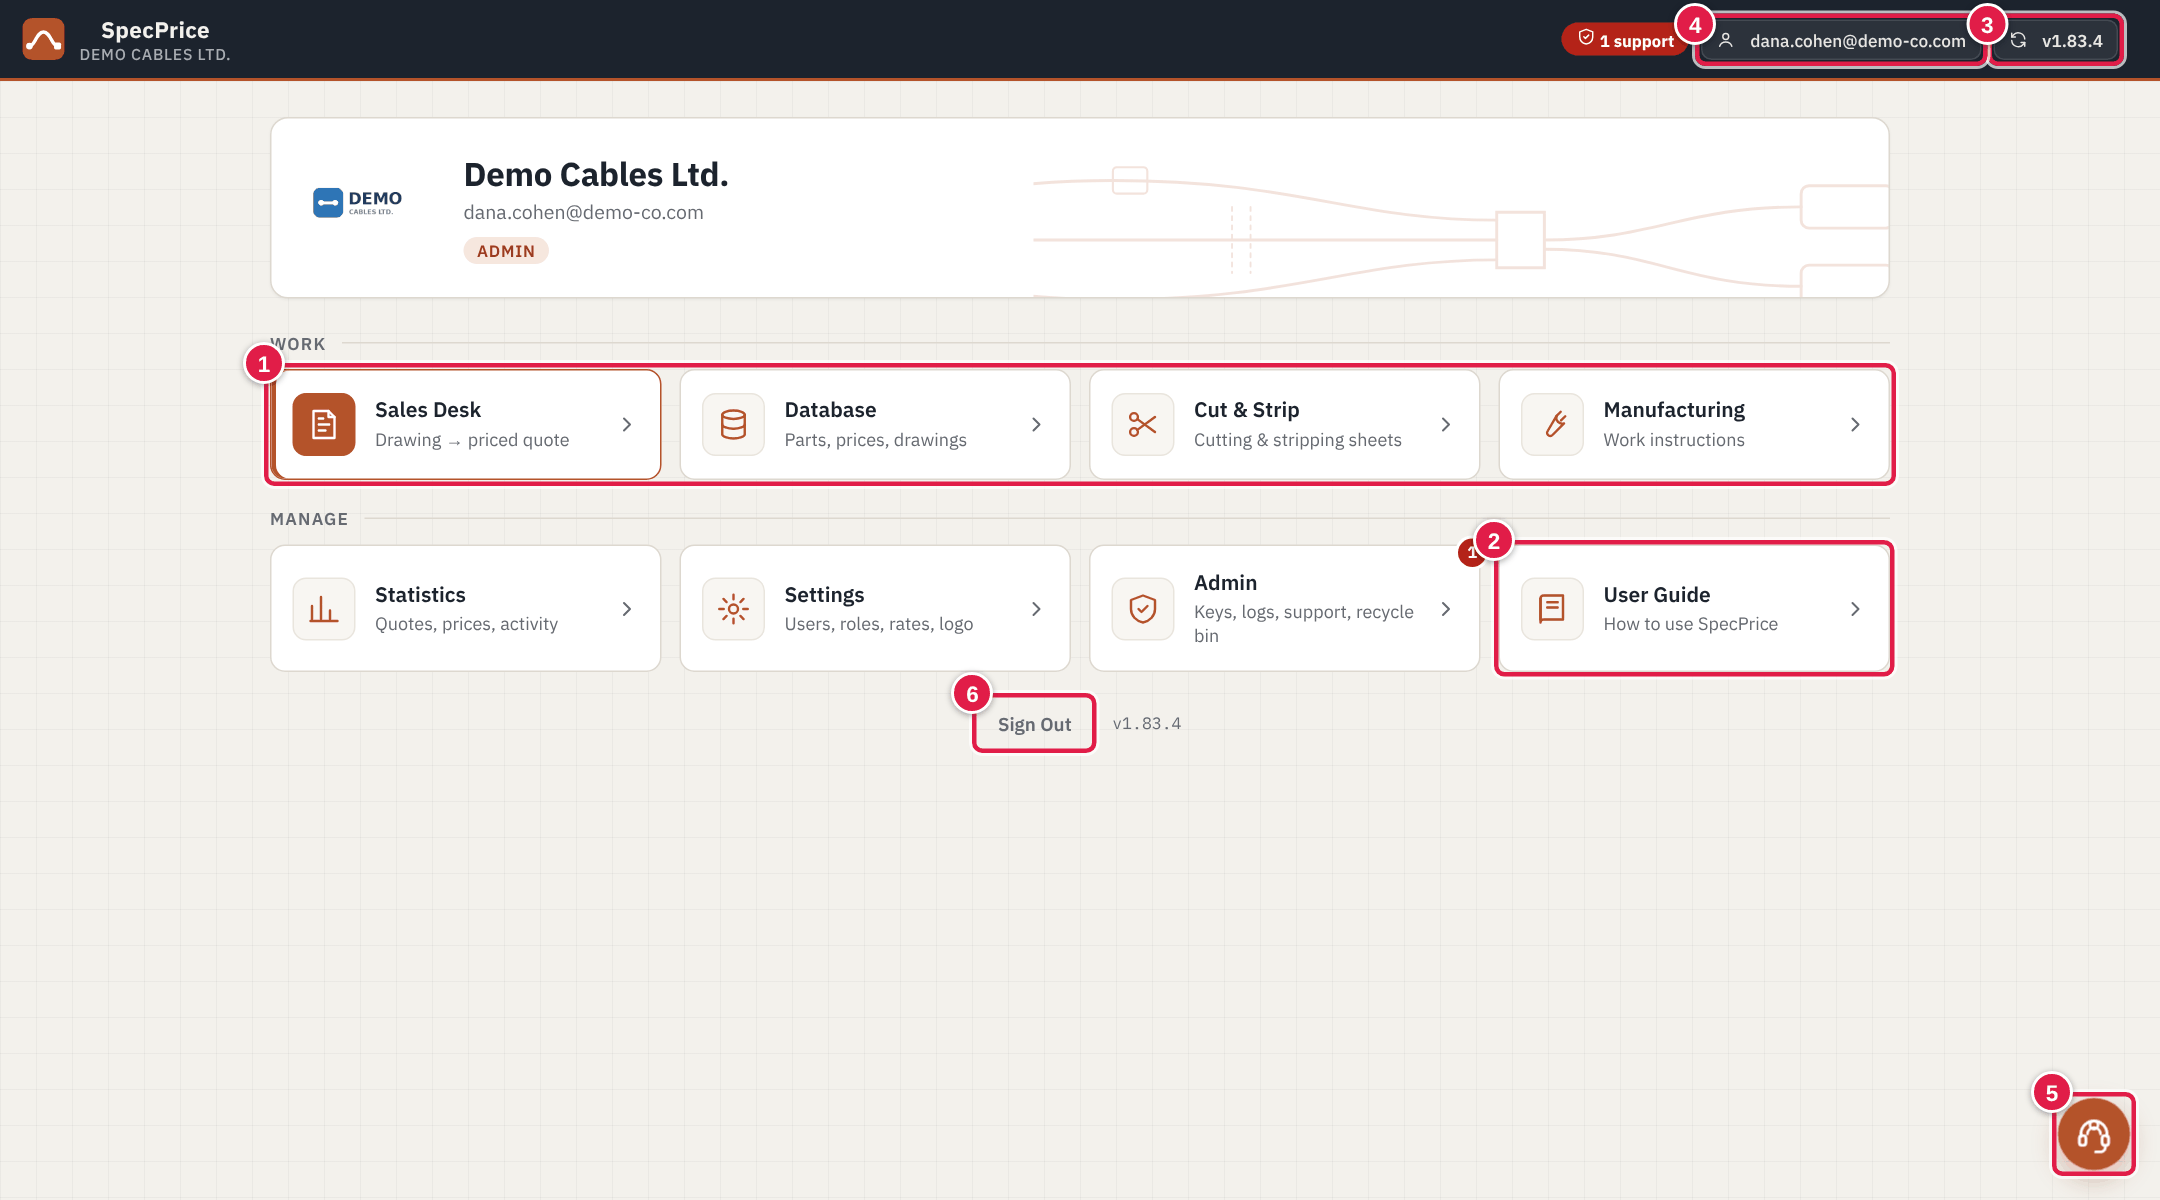 SpecPrice
DEMO CABLES LTD.
1 support
4
dana.cohen@demo-co.com
3
v1.83.4
DEMO
CABLES LTD.
Demo Cables Ltd.
dana.cohen@demo-co.com
ADMIN
WORK
1
Sales Desk
Drawing → priced quote
Database
Parts, prices, drawings
Cut & Strip
Cutting & stripping sheets
Manufacturing
Work instructions
MANAGE
Statistics
Quotes, prices, activity
Settings
Users, roles, rates, logo
Admin
Keys, logs, support, recycle
bin
1
2
User Guide
How to use SpecPrice
6
Sign Out
v1.83.4
5